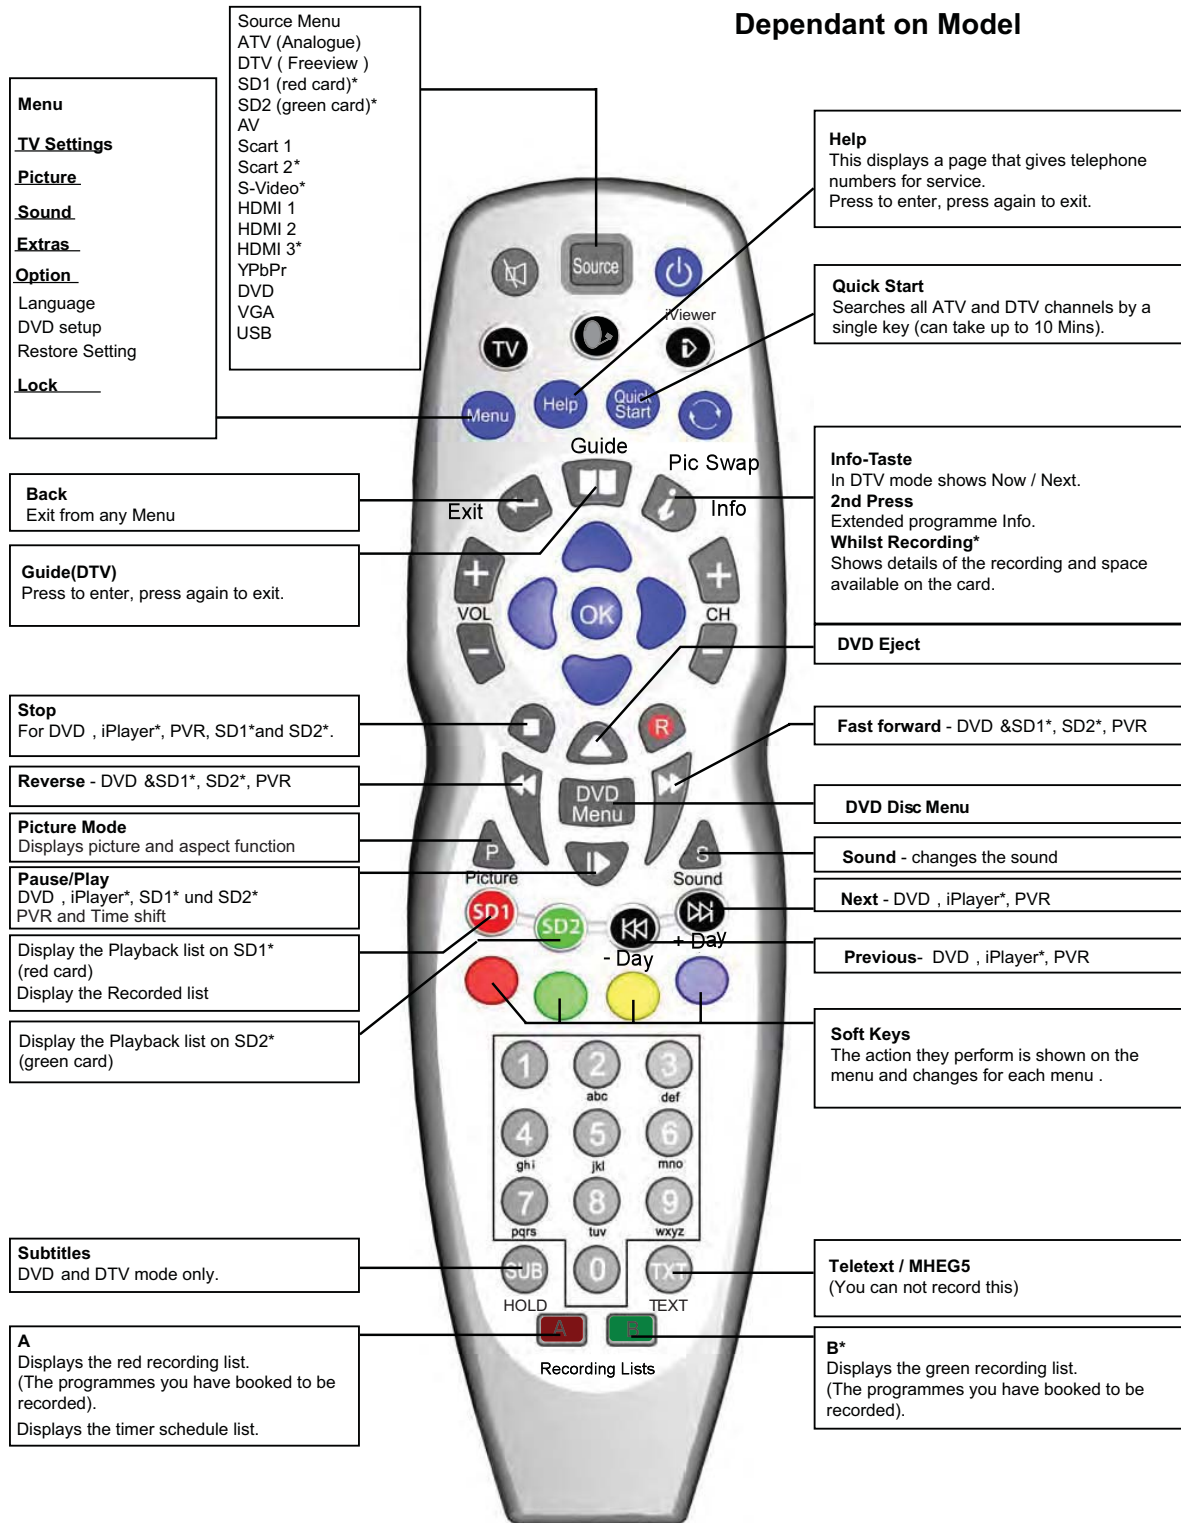 Dependant on Model
Source Menu
ATV (Analogue)
DTV ( Freeview )
SD1 (red card)*
SD2 (green card)*
AV
Scart 1
Scart 2*
S-Video*
HDMI 1
HDMI 2
HDMI 3*
YPbPr
DVD
VGA
USB
Menu
TV Settings
Picture
Sound
Extras
Option
Language
DVD setup
Restore Setting
Lock
Help
This displays a page that gives telephone
numbers for service.
Press to enter, press again to exit.
Quick Start
Searches all ATV and DTV channels by a
single key (can take up to 10 Mins).
Info-Taste
In DTV mode shows Now / Next.
2nd Press
Extended programme Info.
Whilst Recording*
Shows details of the recording and space
available on the card.
Back
Exit from any Menu
Guide(DTV)
Press to enter, press again to exit.
DVD Eject
Stop
For DVD , iPlayer*, PVR, SD1*and SD2*.
Fast forward - DVD &SD1*, SD2*, PVR
Reverse - DVD &SD1*, SD2*, PVR
DVD Disc Menu
Picture Mode
Displays picture and aspect function
Sound - changes the sound
Pause/Play
DVD , iPlayer*, SD1* und SD2*
PVR and Time shift
Next - DVD , iPlayer*, PVR
Display the Playback list on SD1*
(red card)
Display the Recorded list
Previous- DVD , iPlayer*, PVR
Display the Playback list on SD2*
(green card)
Soft Keys
The action they perform is shown on the
menu and changes for each menu .
Subtitles
DVD and DTV mode only.
Teletext / MHEG5
(You can not record this)
A
Displays the red recording list.
(The programmes you have booked to be
recorded).
Displays the timer schedule list.
B*
Displays the green recording list.
(The programmes you have booked to be
recorded).
Source
iViewer
TV
Menu
Help
Quick
Start
Guide
Pic Swap
Exit
i
Info
+
+
VOL
OK
CH
-
-
R
DVD
Menu
P
S
Picture
Sound
SD1
SD2
- Day
+ Day
1
2
3
abc
def
4
5
6
ghi
jkl
mno
7
8
9
pqrs
tuv
wxyz
SUB
0
TXT
HOLD
TEXT
A
B
Recording Lists